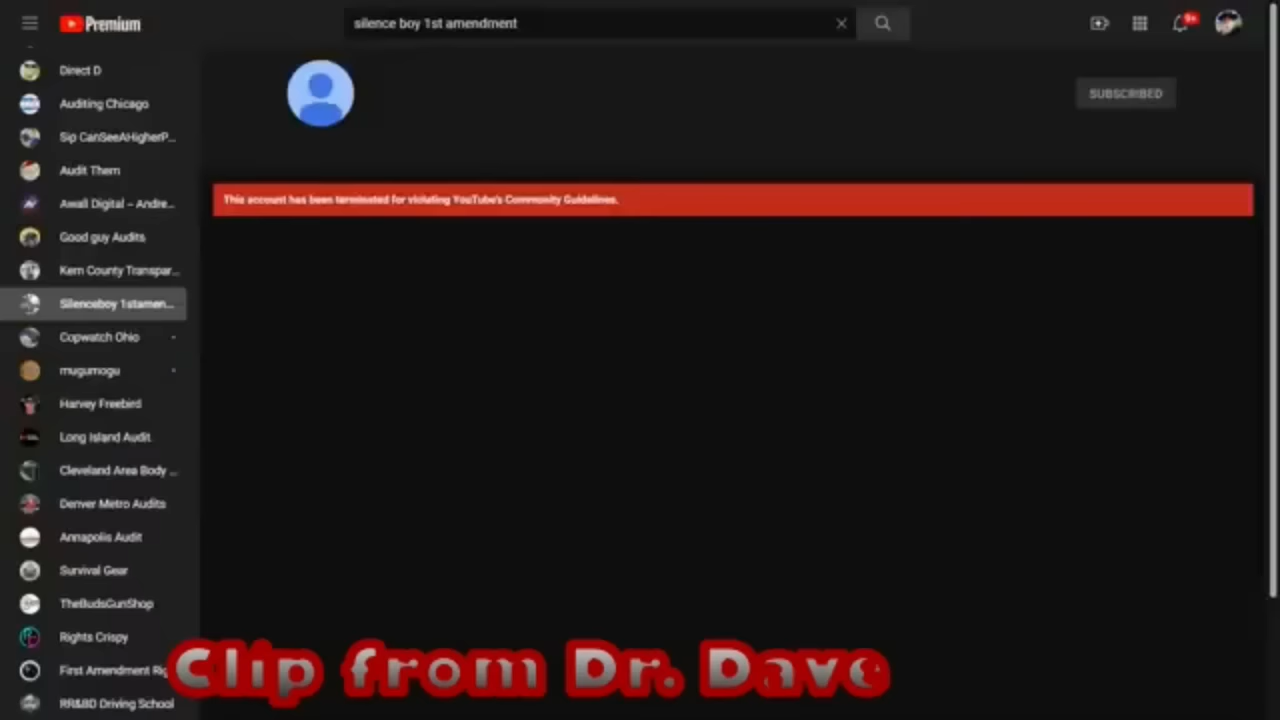 Premium
silence boy 1st amendment
9+
SUBSCRIBED
This account has been terminated for violating YouTube's Community Guidelines.
Direct D
Auditing Chicago
Sip CanSeeAHigherP...
Audit Them
Awall Digital – Andre...
Good guy Audits
Kern County Transpar...
Silenceboy 1stamen...
Copwatch Ohio
mugumogu
Harvey Freebird
Long Island Audit
Cleveland Area Body ...
Denver Metro Audits
Annapolis Audit
Survival Gear
TheBudsGunShop
Rights Crispy
First Amendment Rig
RR&BD Driving School
Clip from Dr. Dave